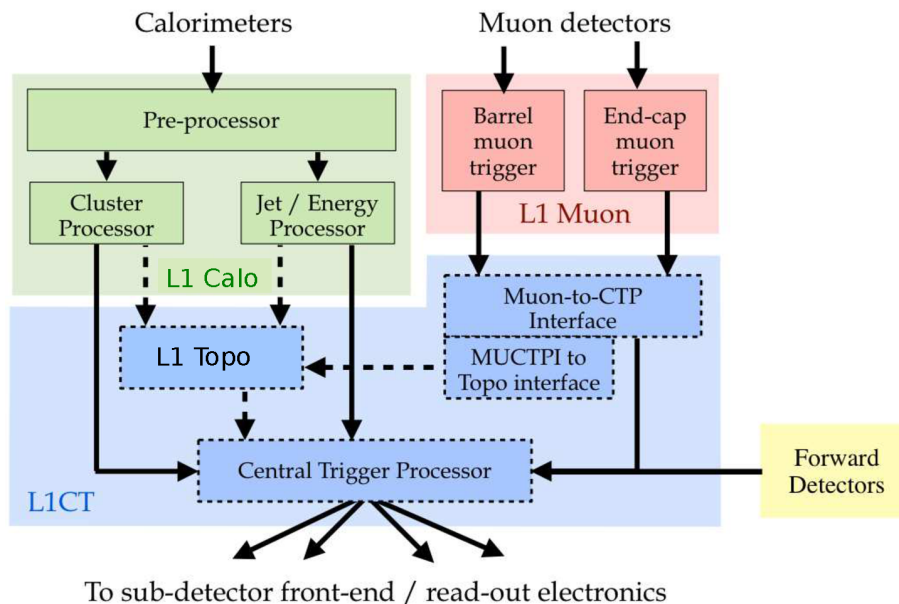 Calorimeters
Muon detectors
Pre-processor
Barrel
muon
trigger
End-cap
muon
trigger
Cluster
Processor
Jet / Energy
Processor
L1 Muon
L1 Calo
Muon-to-CTP
Interface
L1 Topo
MUCTPI to
Topo interface
Central Trigger Processor
Forward
Detectors
L1CT
To sub-detector front-end / read-out electronics